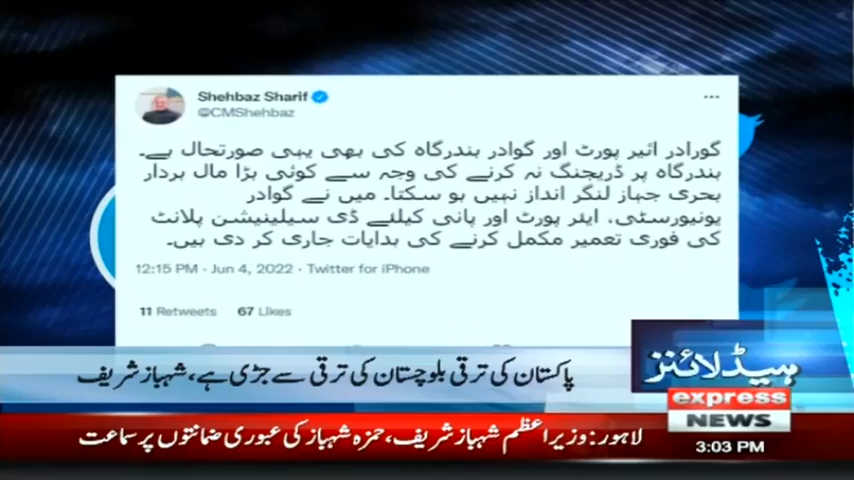 Shehbaz Sharif
@CMShehbaz
گورادر ائیر پورٹ اور گوادر بندرگاہ کی بھی یہی صورتحال ہے۔
بندرگاہ پر ڈریجنگ نہ کرنے کی وجہ سے کوئی بڑا مال بردار
بحری جہاز لنگر انداز نہیں ہو سکتا۔ میں نے گوادر
یونیورسٹی، ایئر پورٹ اور پانی کیلئے ڈی سیلینیشن پلانٹ
کی فوری تعمیر مکمل کرنے کی ہدایات جاری کر دی ہیں۔
12:15 PM - Jun 4, 2022 · Twitter for iPhone
11 Retweets 67 Likes
پاکستان کی ترقی بلوچستان کی ترقی سے جڑی ہے، شہباز شریف
ہیڈلائنز
express
NEWS
لاہور: وزیراعظم شہباز شریف، حمزہ شہباز کی عبوری ضمانتوں پر سماعت
3:03 PM